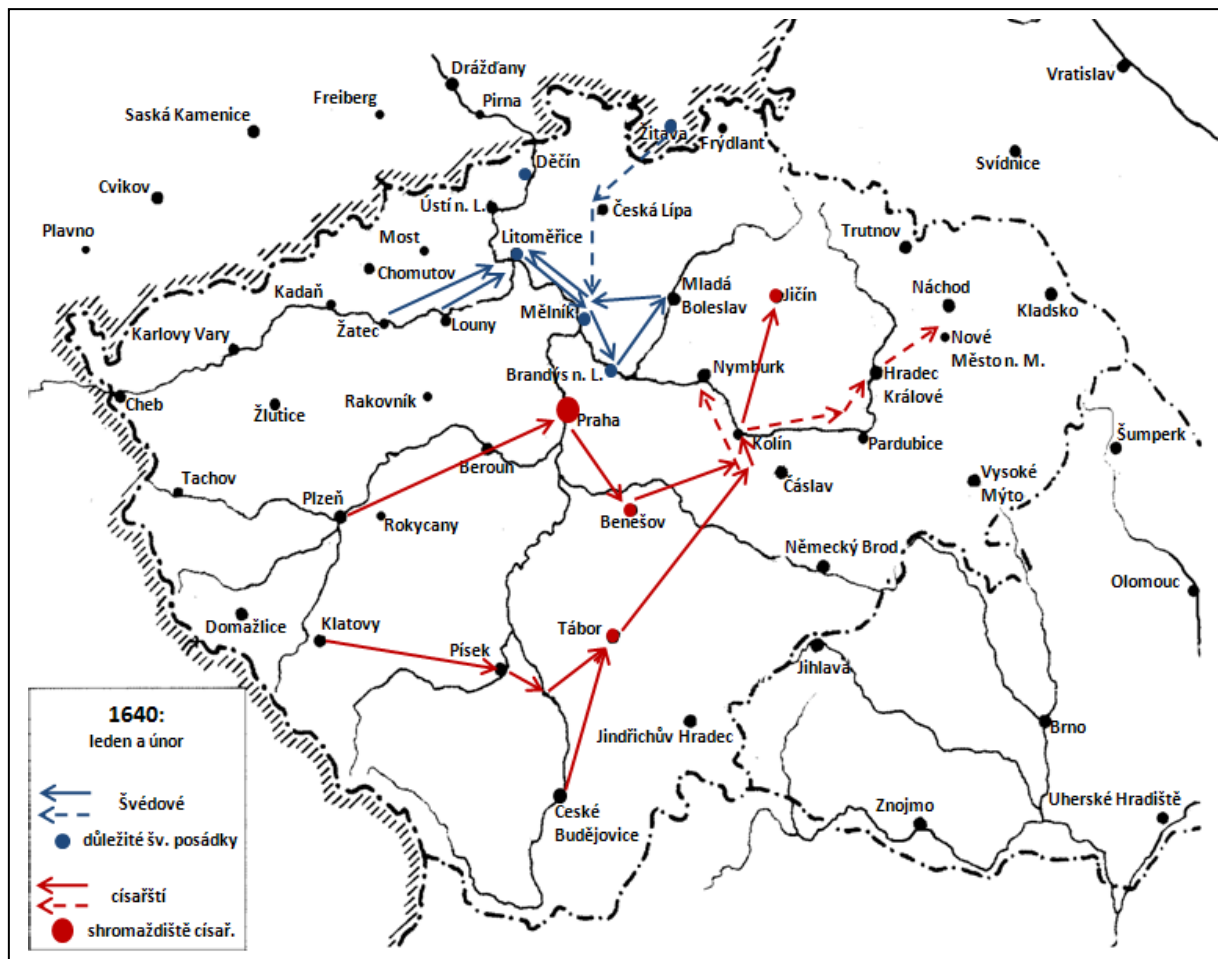 Drážďany
Vratislav
Freiberg
Pirna
Saská Kamenice
Žitava
Frýdlant
Svídnice
Děčín
Cvikov
Ústí n. L.
Česká Lípa
Plavno
Most
Litoměřice
Trutnov
Chomutov
Mladá
Boleslav
Jičín
Náchod
Kladsko
Kadaň
Mělník
Karlovy Vary
Žatec
Louny
Nové
Město n. M.
Brandýs n. L.
Nymburk
Hradec
Králové
Cheb
Žlutice
Rakovník
Praha
Kolín
Pardubice
Šumperk
Beroun
Tachov
Čáslav
Vysoké
Mýto
Plzeň
Rokycany
Benešov
Německý Brod
Olomouc
Domažlice
Klatovy
Tábor
Písek
Jihlava
Jindřichův Hradec
Brno
České
Budějovice
Znojmo
Uherské Hradiště
1640:
leden a únor
Švédové
důležité šv. posádky
císařští
shromaždiště císař.